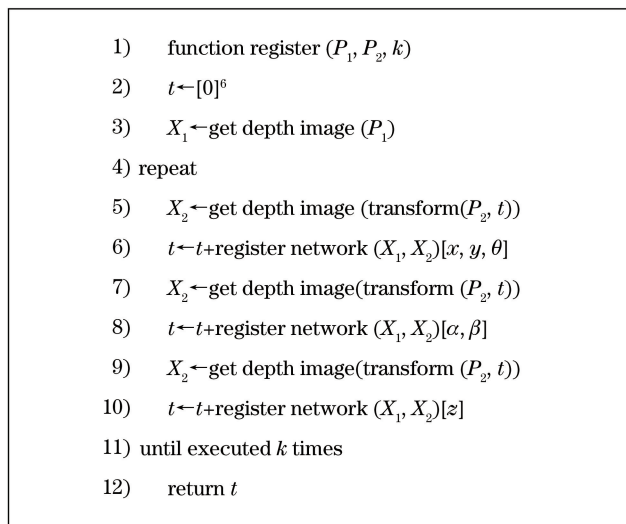 1) function register (P₁, P₂, k)
2) t←[0]⁶
3) X₁←get depth image (P₁)
4) repeat
5) X₂←get depth image (transform(P₂, t))
6) t←t+register network (X₁, X₂)[x, y, θ]
7) X₂←get depth image(transform (P₂, t))
8) t←t+register network (X₁, X₂)[α, β]
9) X₂←get depth image(transform (P₂, t))
10) t←t+register network (X₁, X₂)[z]
11) until executed k times
12) return t